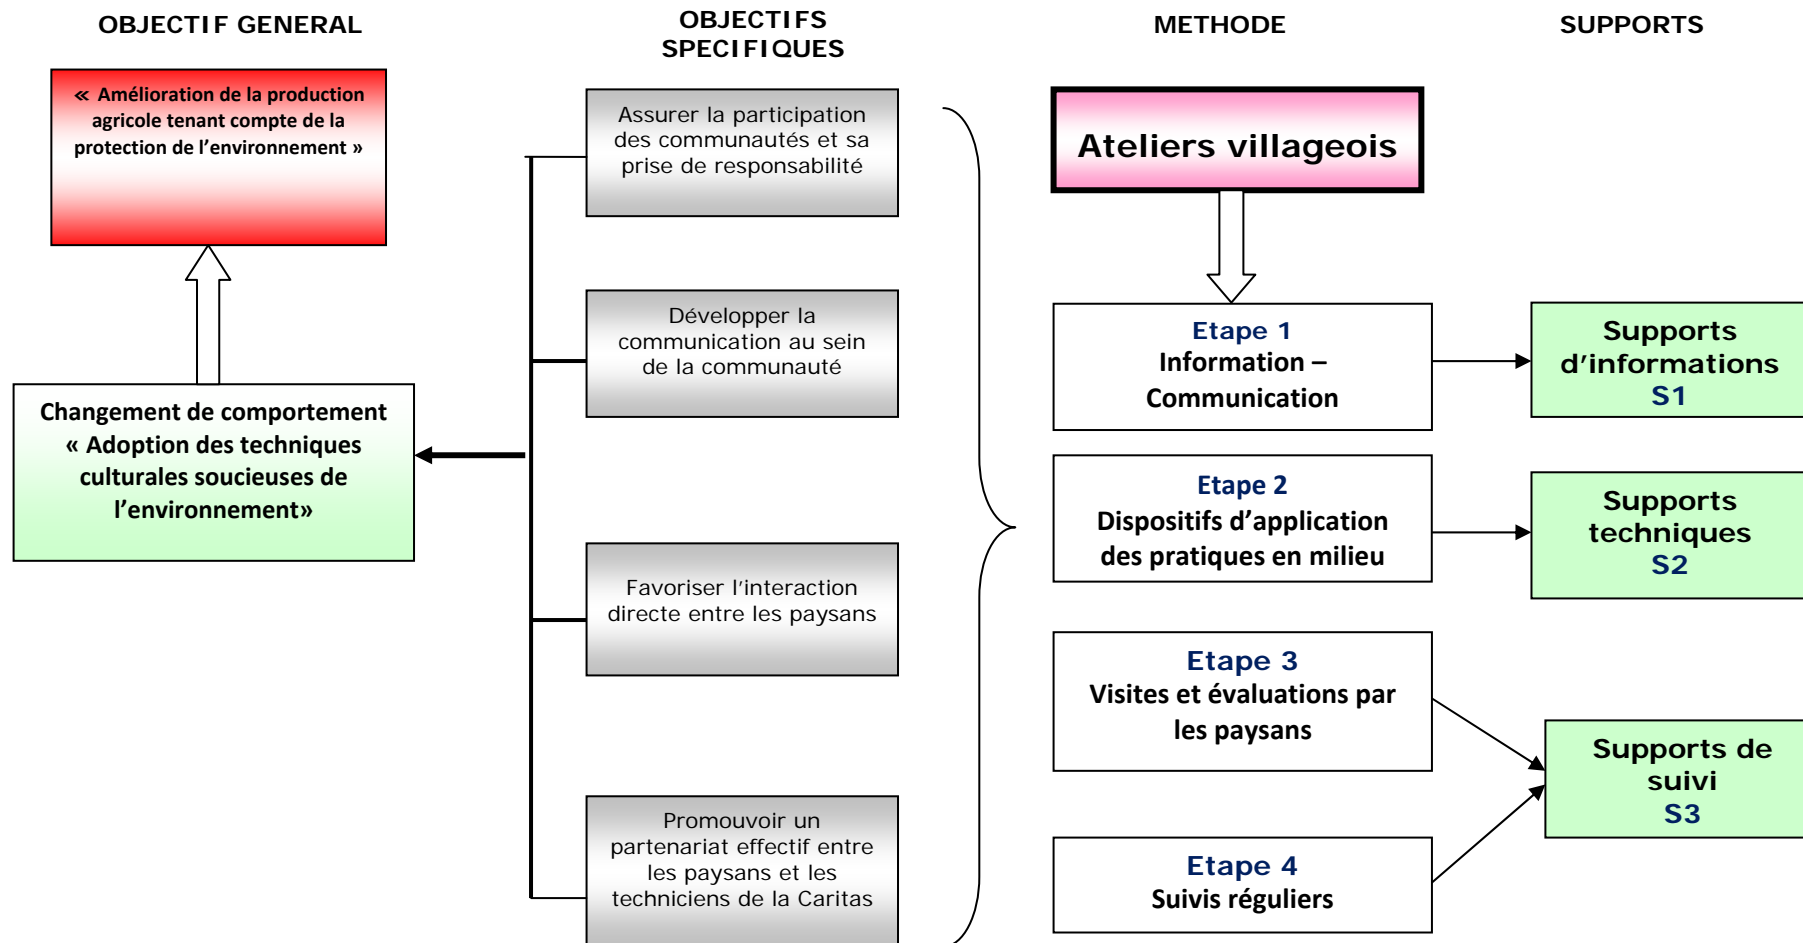 OBJECTIF GENERAL
« Amélioration de la production
agricole tenant compte de la
protection de l'environnement »
Changement de comportement
« Adoption des techniques
culturales soucieuses de
l'environnement»
OBJECTIFS
SPECIFIQUES
Assurer la participation
des communautés et sa
prise de responsabilité
Développer la
communication au sein
de la communauté
Favoriser l'interaction
directe entre les paysans
Promouvoir un
partenariat effectif entre
les paysans et les
techniciens de la Caritas
METHODE
Ateliers villageois
Etape 1
Information –
Communication
Etape 2
Dispositifs d'application
des pratiques en milieu
Etape 3
Visites et évaluations par
les paysans
Etape 4
Suivis réguliers
SUPPORTS
Supports
d'informations
S1
Supports
techniques
S2
Supports de
suivi
S3